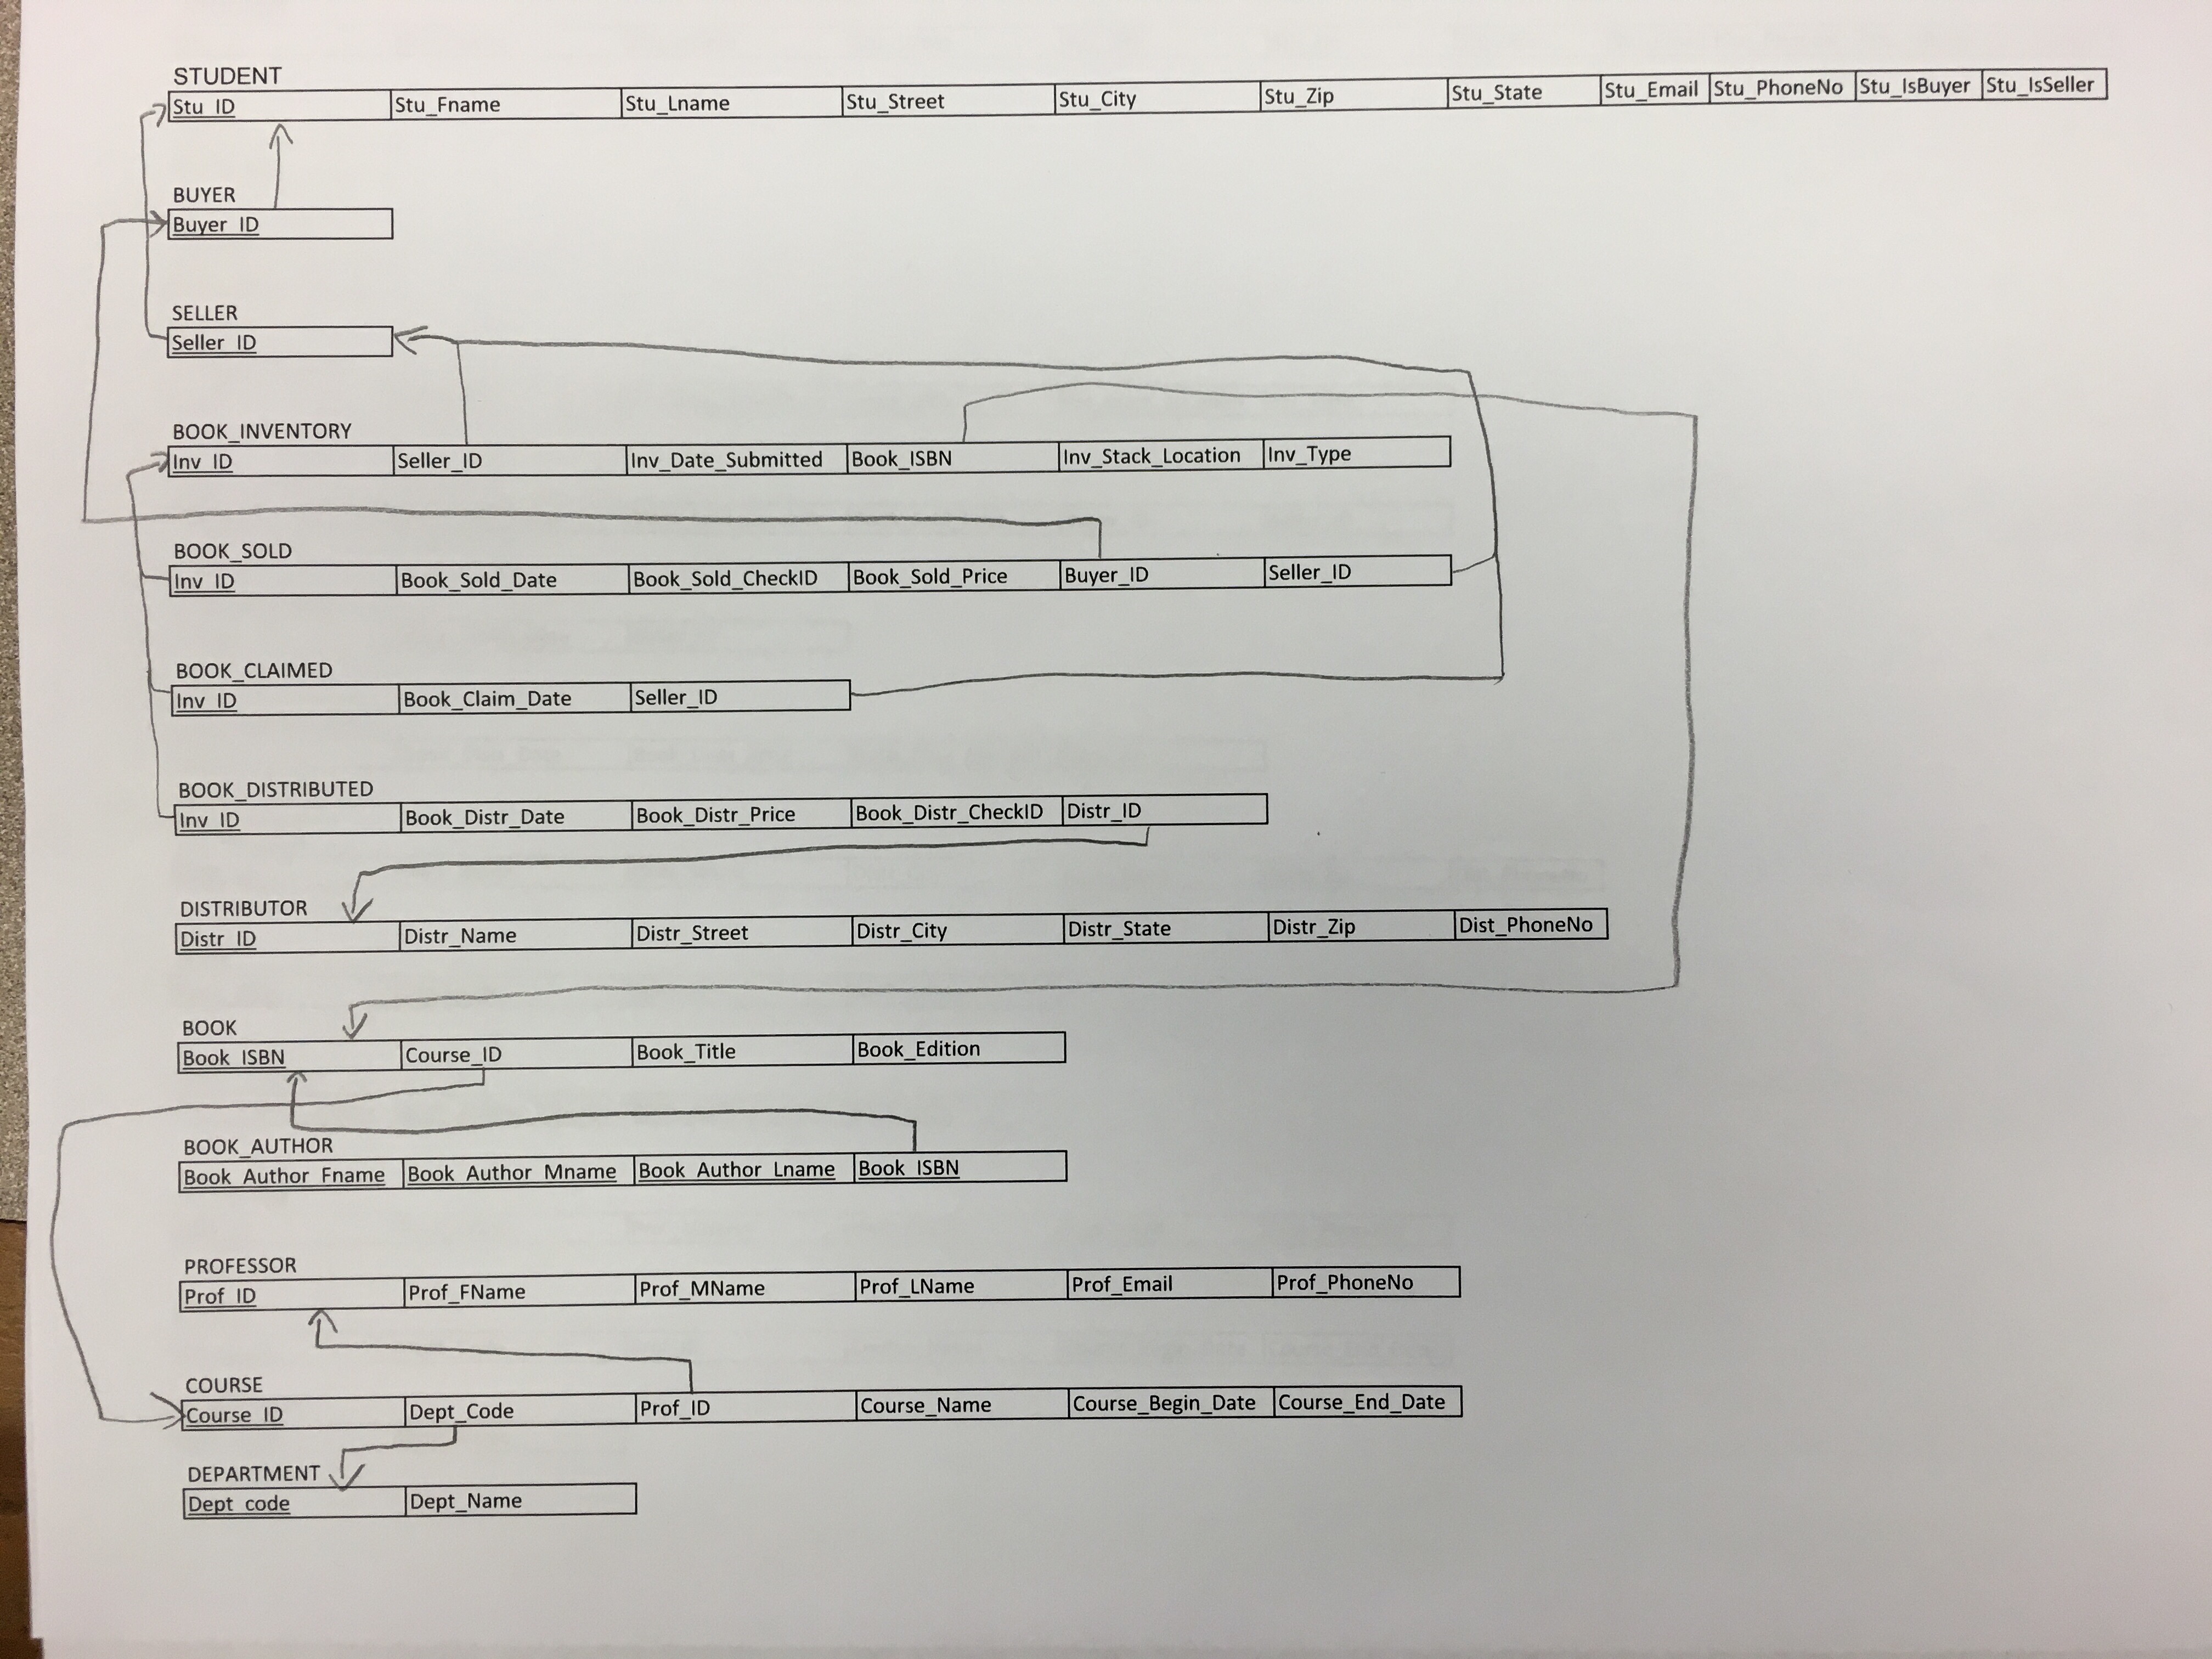 STUDENT
Stu_ID Stu_Fname Stu_Lname Stu_Street Stu_City Stu_Zip Stu_State Stu_Email Stu_PhoneNo Stu_IsBuyer Stu_IsSeller
BUYER
Buyer_ID
SELLER
Seller_ID
BOOK_INVENTORY
Inv_ID Seller_ID Inv_Date_Submitted Book_ISBN Inv_Stack_Location Inv_Type
BOOK_SOLD
Inv_ID Book_Sold_Date Book_Sold_CheckID Book_Sold_Price Buyer_ID Seller_ID
BOOK_CLAIMED
Inv_ID Book_Claim_Date Seller_ID
BOOK_DISTRIBUTED
Inv_ID Book_Distr_Date Book_Distr_Price Book_Distr_CheckID Distr_ID
DISTRIBUTOR
Distr_ID Distr_Name Distr_Street Distr_City Distr_State Distr_Zip Dist_PhoneNo
BOOK
Book_ISBN Course_ID Book_Title Book_Edition
BOOK_AUTHOR
Book_Author_Fname Book_Author_Mname Book_Author_Lname Book_ISBN
PROFESSOR
Prof_ID Prof_FName Prof_MName Prof_LName Prof_Email Prof_PhoneNo
COURSE
Course_ID Dept_Code Prof_ID Course_Name Course_Begin_Date Course_End_Date
DEPARTMENT
Dept_code Dept_Name